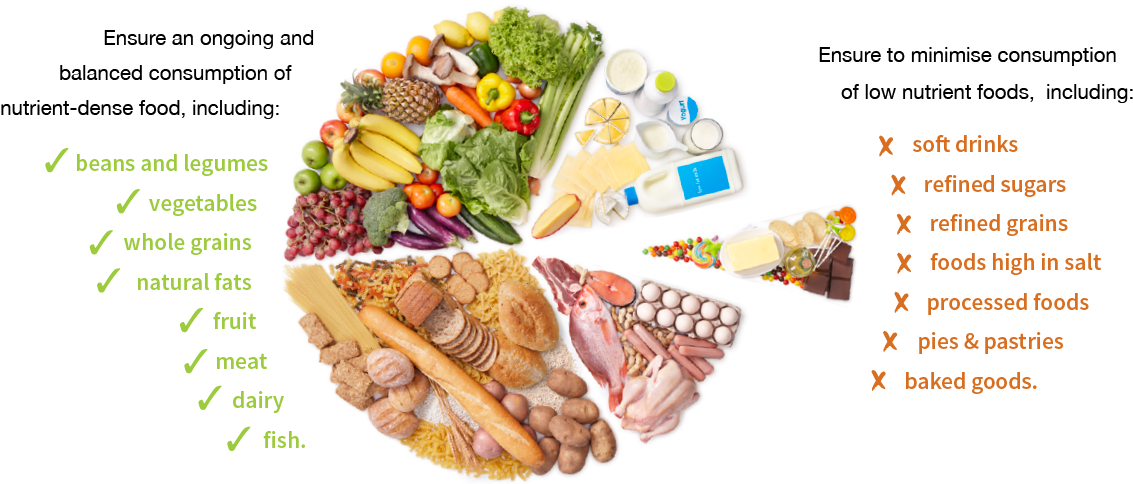 Ensure an ongoing and
balanced consumption of
nutrient-dense food, including:
✓ beans and legumes
✓ vegetables
✓ whole grains
✓ natural fats
✓ fruit
✓ meat
✓ dairy
✓ fish.
Yogurt
Ensure to minimise consumption
of low nutrient foods, including:
✗ soft drinks
✗ refined sugars
✗ refined grains
✗ foods high in salt
✗ processed foods
✗ pies & pastries
✗ baked goods.